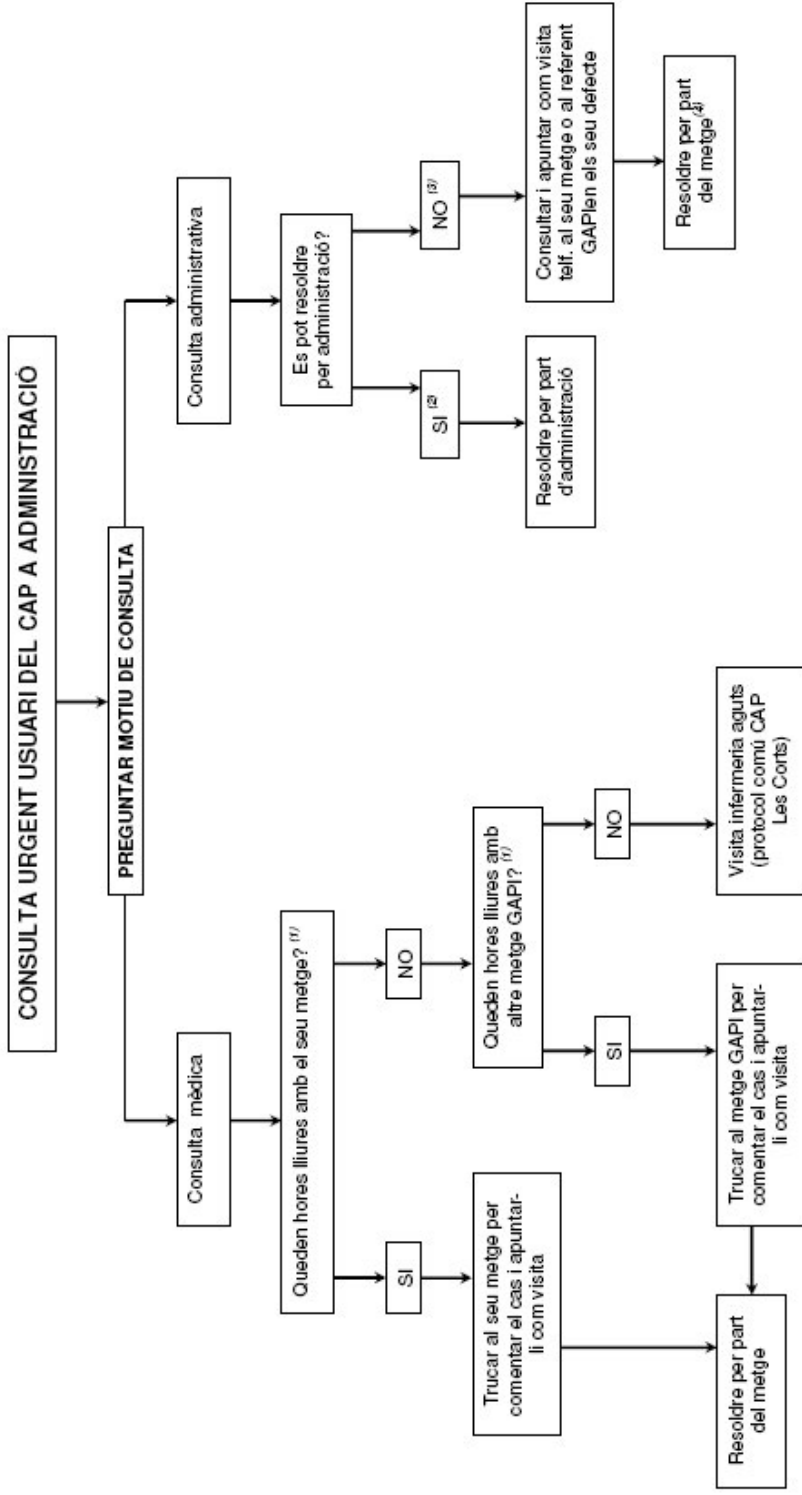 CONSULTA URGENT USUARI DEL CAP A ADMINISTRACIÓ
PREGUNTAR MOTIU DE CONSULTA
Consulta mèdica
Queden hores lliures amb el seu metge? (1)
SI
Trucar al seu metge per
comentar el cas i apuntar-
li com visita
Resoldre per part
del metge
NO
Queden hores lliures amb
altre metge GAPI? (1)
SI
Trucar al metge GAPI per
comentar el cas i apuntar-
li com visita
NO
Visita infermeria aguts
(protocol comú CAP
Les Corts)
Consulta administrativa
Es pot resoldre
per administració?
SI (2)
Resoldre per part
d'administració
NO (3)
Consultar i apuntar com visita
telf. al seu metge o al referent
GAPIen els seu defecte
Resoldre per part
del metge(4)